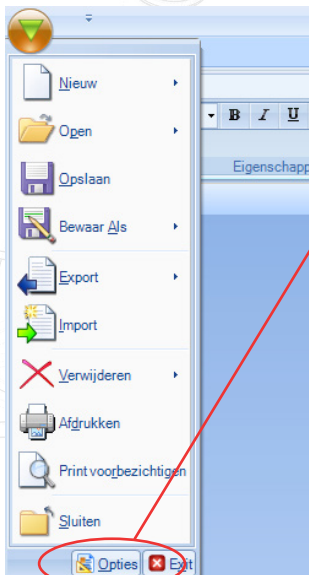 Nieuw
B I U
Open
Eigenschapp
Opslaan
Bewaar Als
Export
Import
Verwijderen
Afdrukken
Print voorbezichtigen
Sluiten
Opties Exit